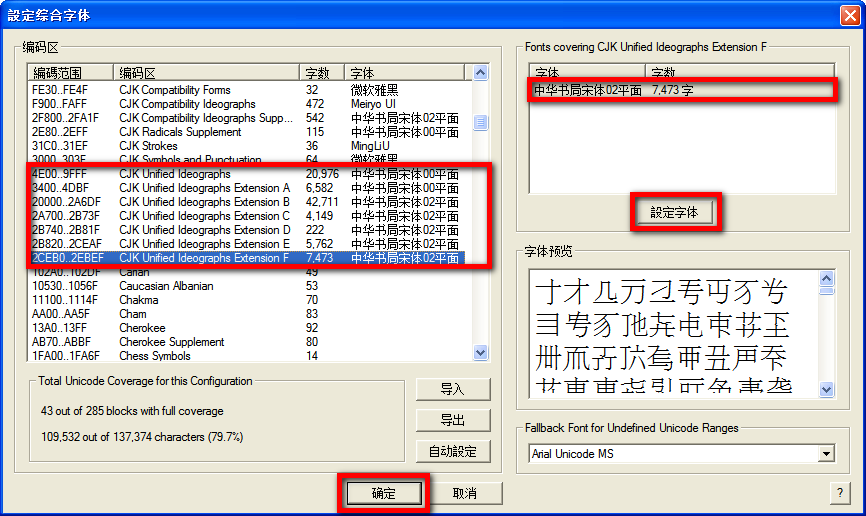 設定综合字体
编码区
編碼范围 编码区 字数 字体
FE30..FE4F CJK Compatibility Forms 32 微软雅黑
F900..FAFF CJK Compatibility Ideographs 472 Meiryo UI
2F800..2FA1F CJK Compatibility Ideographs Supp... 542 中华书局宋体02平面
2E80..2EFF CJK Radicals Supplement 115 中华书局宋体00平面
31C0..31EF CJK Strokes 36 MingLiU
3000..303F CJK Symbols and Punctuation 64 微软雅黑
4E00..9FFF CJK Unified Ideographs 20,976 中华书局宋体00平面
3400..4DBF CJK Unified Ideographs Extension A 6,582 中华书局宋体00平面
20000..2A6DF CJK Unified Ideographs Extension B 42,711 中华书局宋体02平面
2A700..2B73F CJK Unified Ideographs Extension C 4,149 中华书局宋体02平面
2B740..2B81F CJK Unified Ideographs Extension D 222 中华书局宋体02平面
2B820..2CEAF CJK Unified Ideographs Extension E 5,762 中华书局宋体02平面
2CEB0..2EBEF CJK Unified Ideographs Extension F 7,473 中华书局宋体02平面
102A0..102DF Carian 49
10530..1056F Caucasian Albanian 53
11100..1114F Chakma 70
AA00..AA5F Cham 83
13A0..13FF Cherokee 92
AB70..ABBF Cherokee Supplement 80
1FA00..1FA6F Chess Symbols 14
Total Unicode Coverage for this Configuration
43 out of 285 blocks with full coverage
109,532 out of 137,374 characters (79.7%)
导入
导出
自动設定
Fonts covering CJK Unified Ideographs Extension F
字体 字数
中华书局宋体02平面 7,473 字
設定字体
字体预览
Fallback Font for Undefined Unicode Ranges
Arial Unicode MS
确定
取消
?